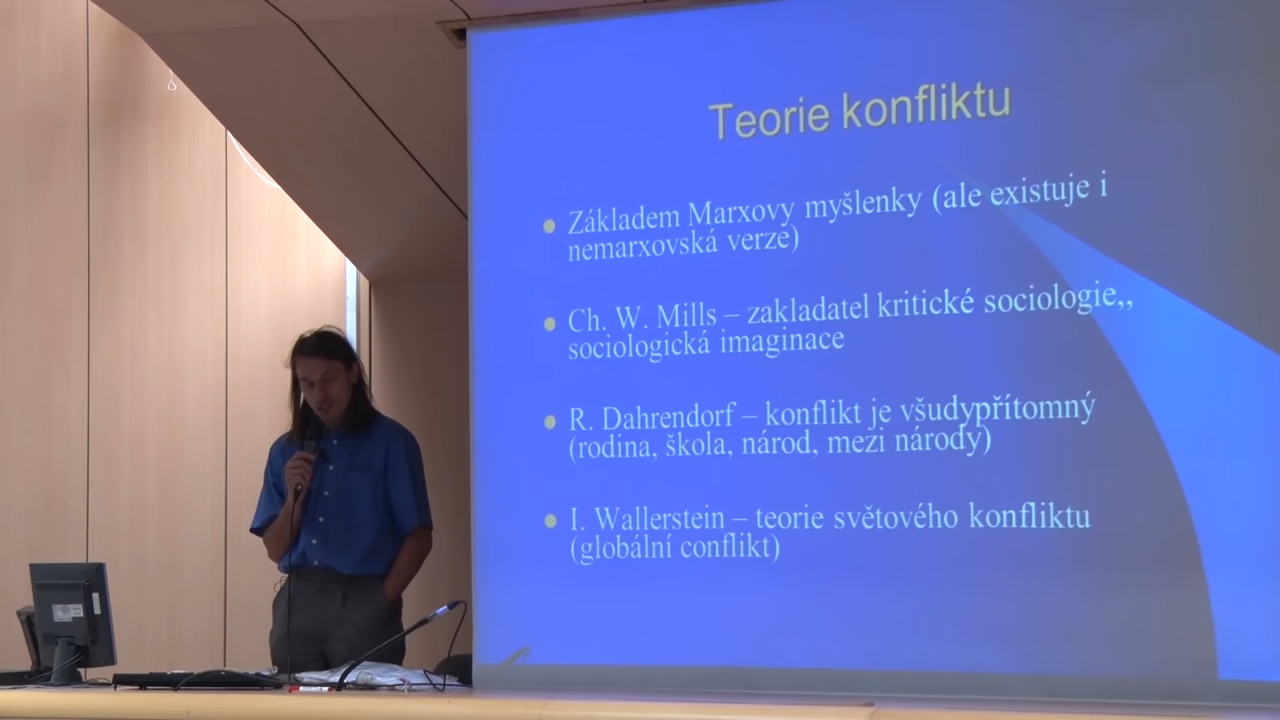 Teorie konfliktu
Základem Marxovy myšlenky (ale existuje i
nemarxovská verze)
Ch. W. Mills – zakladatel kritické sociologie,,
sociologická imaginace
R. Dahrendorf – konflikt je všudypřítomný
(rodina, škola, národ, mezi národy)
I. Wallerstein – teorie světového konfliktu
(globální conflikt)